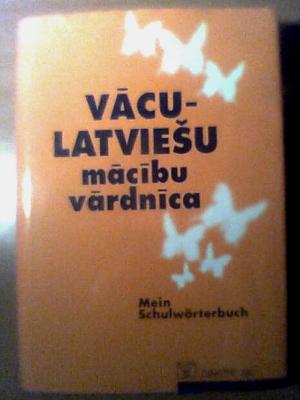 VĀCU-
LATVIEŠU
mācību
vārdnīca
Mein
Schulwörterbuch